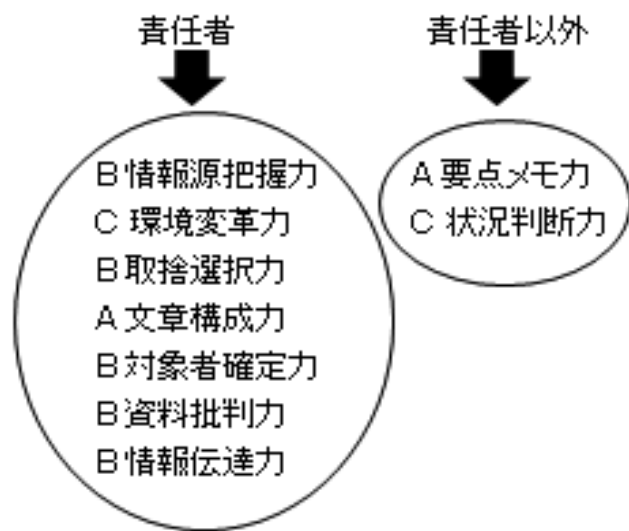 責任者
責任者以外
B 情報源把握力
C 環境変革力
B 取捨選択力
A 文章構成力
B 対象者確定力
B 資料批判力
B 情報伝達力
A 要点メモ力
C 状況判断力